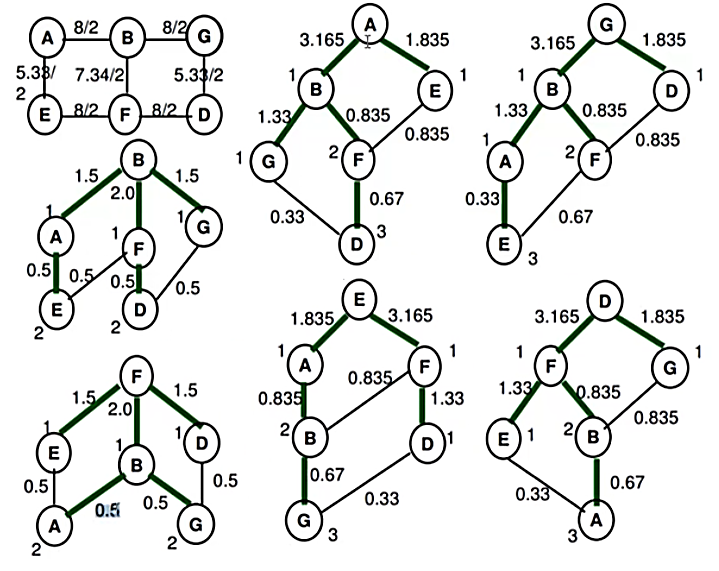 A 8/2 B 8/2 G
5.33/ 7.34/2 5.33/2
2
E 8/2 F 8/2 D
A
3.165 1.835
1 B E 1
1.33 0.835
0.835
1 G 2 F
0.67
0.33
D 3
G
3.165 1.835
1 B D 1
1.33 0.835
0.835
1 A 2 F
0.33 0.67
E 3
B
1.5 2.0 1.5
1 A 1 F 1 G
0.5 0.5 0.5 0.5
2 E 2 D
E
1.835 3.165
1 A F 1
0.835 0.835 1.33
2 B D 1
0.67
0.33
G 3
D
3.165 1.835
1 F G
1.33 0.835
0.835
E 1 2 B
0.33 0.67
3 A
F
1.5 2.0 1.5
1 E 1 B 1 D
0.5 0.5 0.5 0.5
2 A 2 G